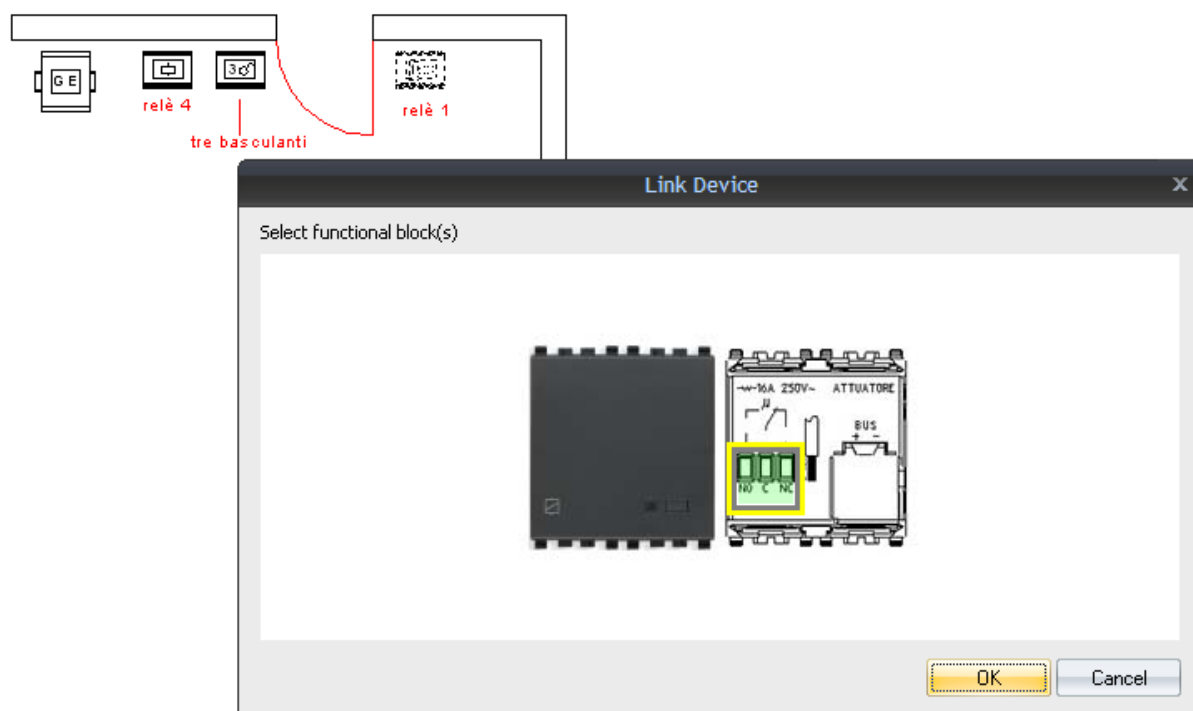 GE
3
relè 4
relè 1
tre basculanti
Link Device
x
Select functional block(s)
16A 250V~ ATTUATORE
μ
BUS
+ -
NO C NC
OK
Cancel